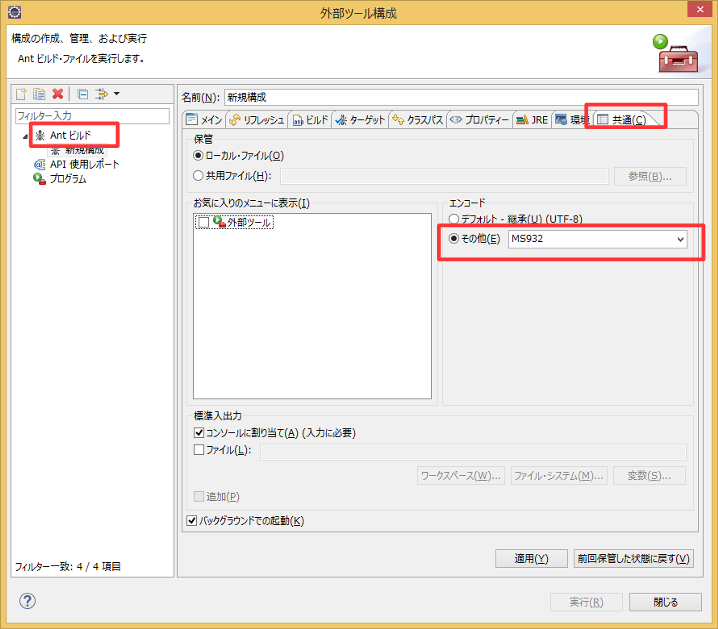 外部ツール構成
構成の作成、管理、および実行
Ant ビルド・ファイルを実行します。
フィルター入力
Ant ビルド
新規構成
API 使用レポート
プログラム
フィルター一致: 4 / 4 項目
名前(N): 新規構成
メイン リフレッシュ ビルド ターゲット クラスパス プロパティー JRE 環境 共通(C)
保管
ローカル・ファイル(O)
共用ファイル(H): 参照(B)...
お気に入りのメニューに表示(I)
外部ツール
エンコード
デフォルト - 継承(U) (UTF-8)
その他(E) MS932
標準入出力
コンソールに割り当て(A) (入力に必要)
ファイル(L):
ワークスペース(W)... ファイル・システム(M)... 変数(S)...
追加(P)
バックグラウンドでの起動(K)
適用(Y) 前回保管した状態に戻す(V)
実行(R) 閉じる